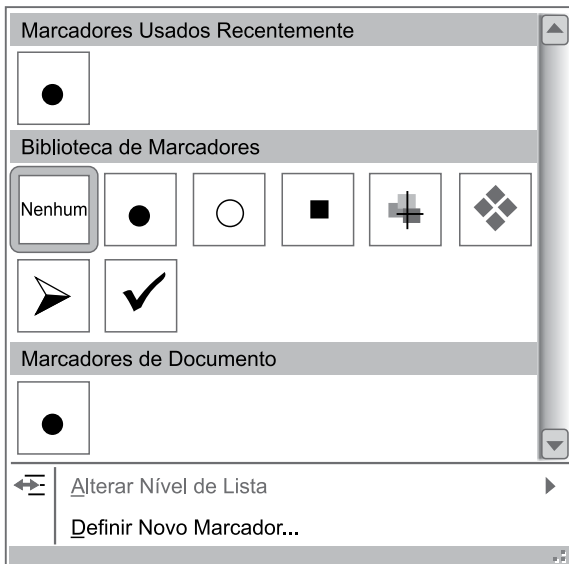 Marcadores Usados Recentemente
Biblioteca de Marcadores
Nenhum
Marcadores de Documento
Alterar Nível de Lista
Definir Novo Marcador...